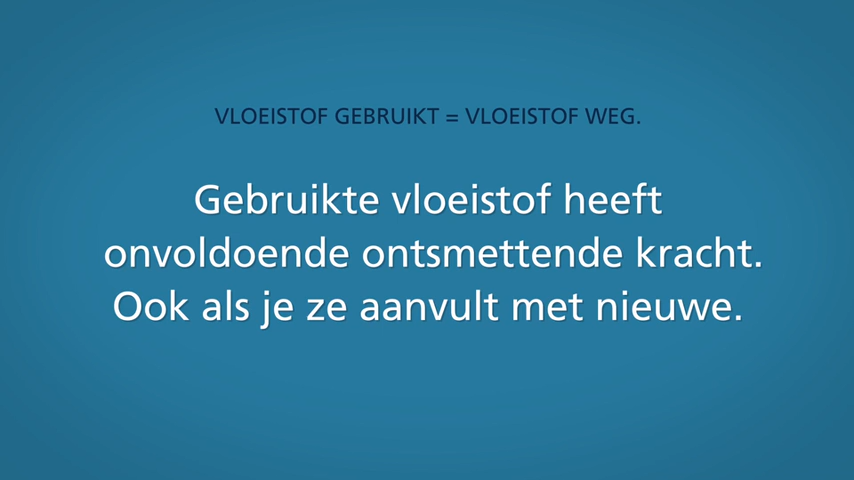 VLOEISTOF GEBRUIKT = VLOEISTOF WEG.
Gebruikte vloeistof heeft
onvoldoende ontsmettende kracht.
Ook als je ze aanvult met nieuwe.